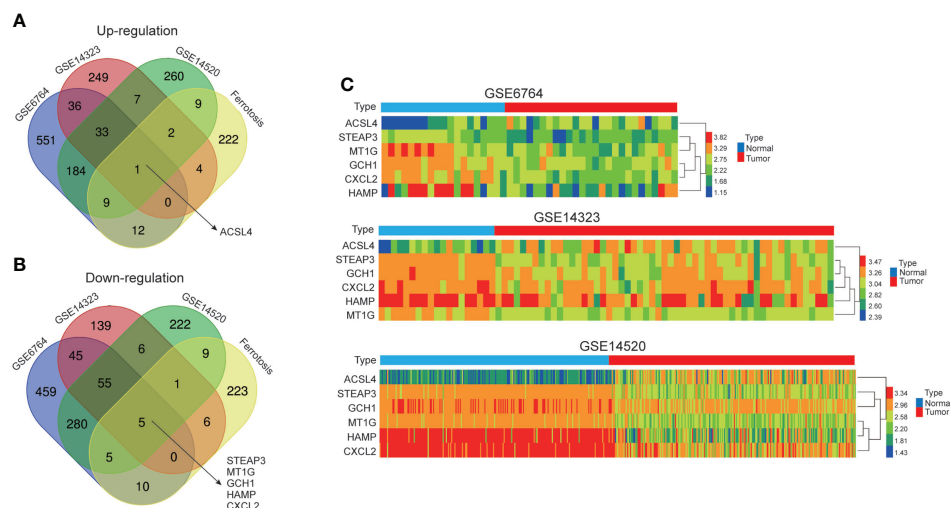 A
Up-regulation
GSE14323
GSE14520
GSE6764
Ferrotosis
249
260
36
7
9
551
33
2
222
184
1
4
9
0
12
ACSL4
B
Down-regulation
GSE14323
GSE14520
GSE6764
Ferrotosis
139
222
45
6
9
459
55
1
223
280
5
6
5
0
10
STEAP3
MT1G
GCH1
HAMP
CXCL2
C
GSE6764
Type
ACSL4
STEAP3
MT1G
GCH1
CXCL2
HAMP
3.82
3.29
2.75
2.22
1.68
1.15
Type
Normal
Tumor
GSE14323
Type
ACSL4
STEAP3
GCH1
CXCL2
HAMP
MT1G
3.47
3.26
3.04
2.82
2.60
2.39
Type
Normal
Tumor
GSE14520
Type
ACSL4
STEAP3
GCH1
MT1G
HAMP
CXCL2
3.34
2.96
2.58
2.20
1.81
1.43
Type
Norma
Tumor